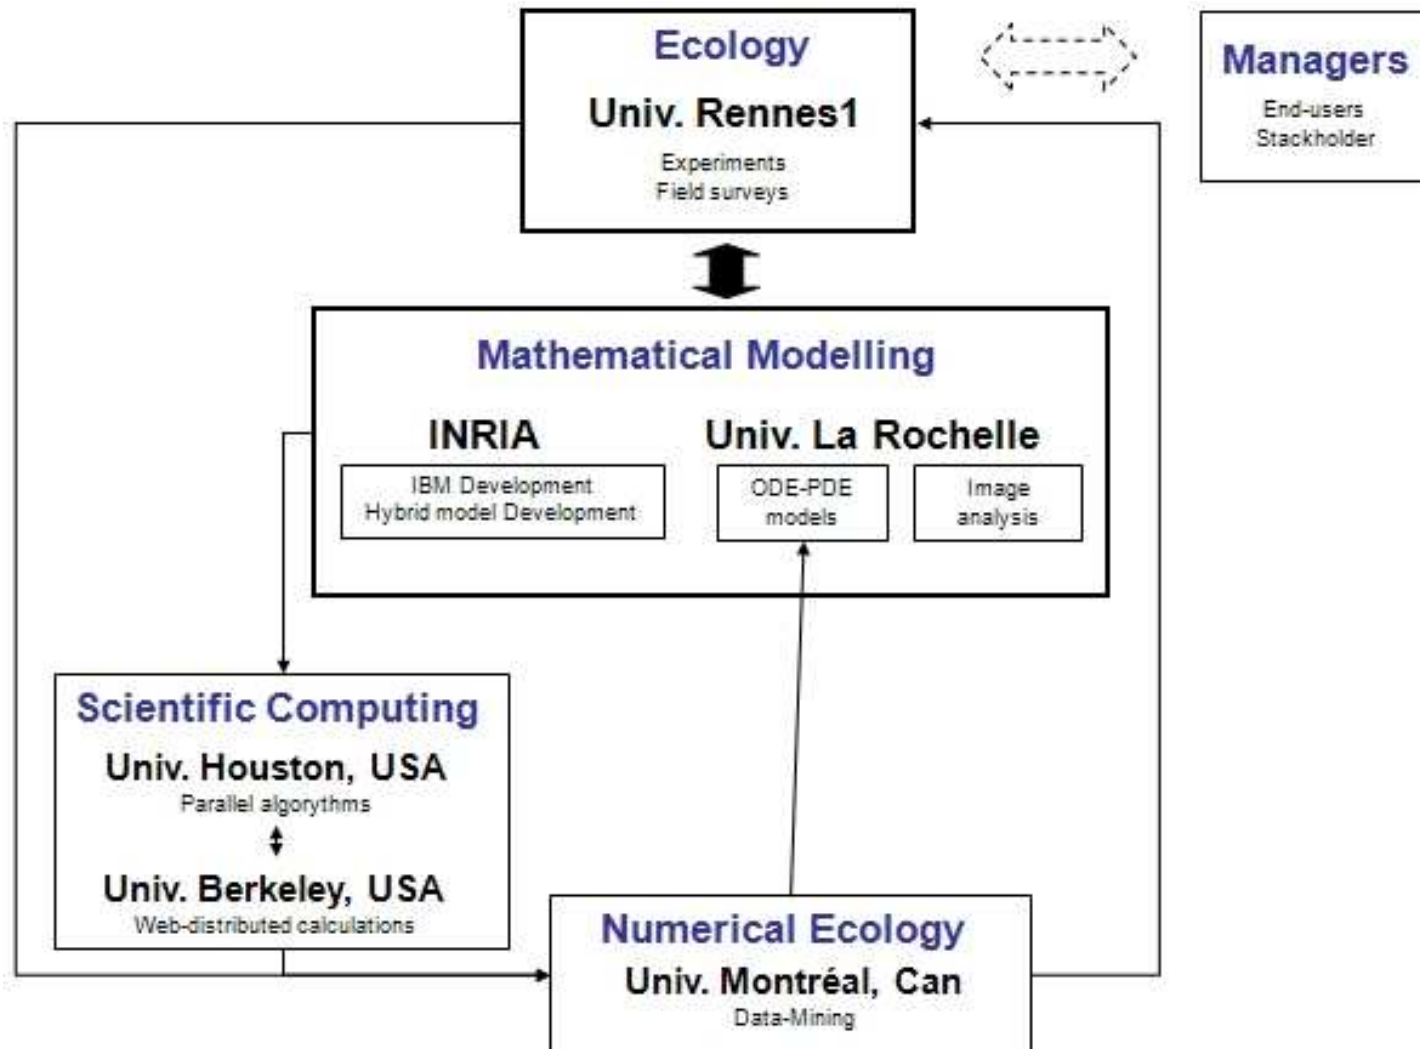 Ecology
Univ. Rennes1
Experiments
Field surveys
Managers
End-users
Stackholder
Mathematical Modelling
INRIA
IBM Development
Hybrid model Development
Univ. La Rochelle
ODE-PDE
models
Image
analysis
Scientific Computing
Univ. Houston, USA
Parallel algorythms
Univ. Berkeley, USA
Web-distributed calculations
Numerical Ecology
Univ. Montréal, Can
Data-Mining